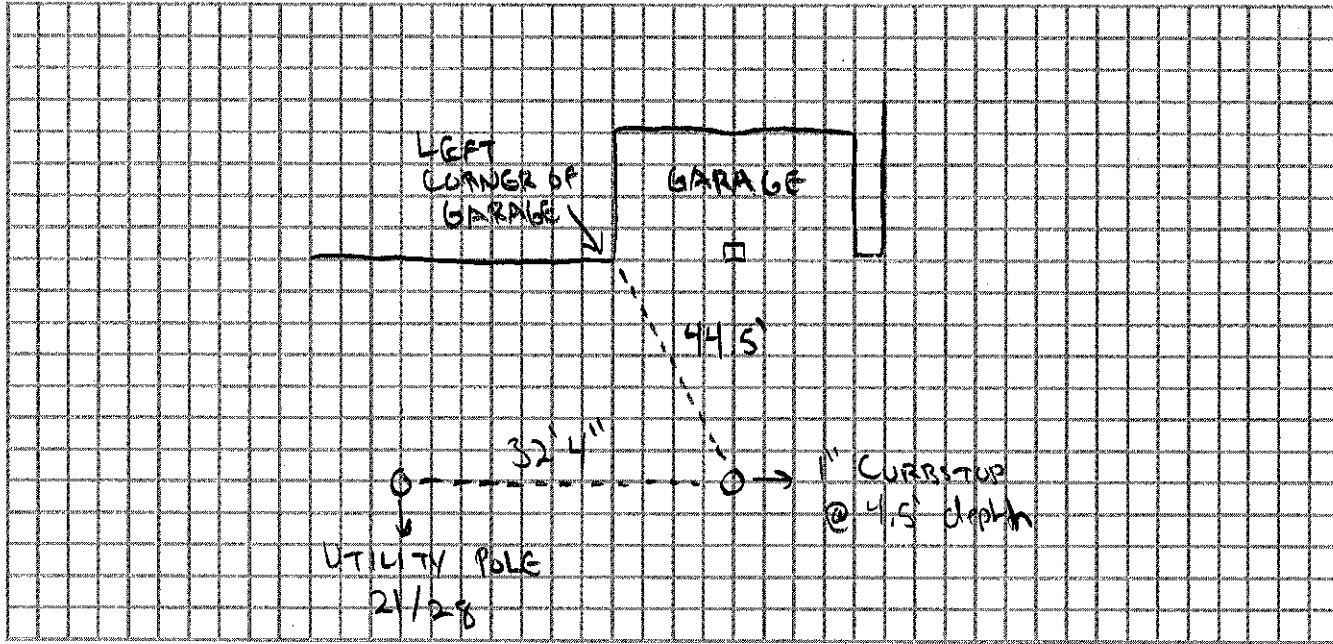 LEFT
CORNER OF
GARAGE
GARAGE
44.5'
32'4"
1" CURBSTOP
@ 4.5' depth
UTILITY POLE
21/28